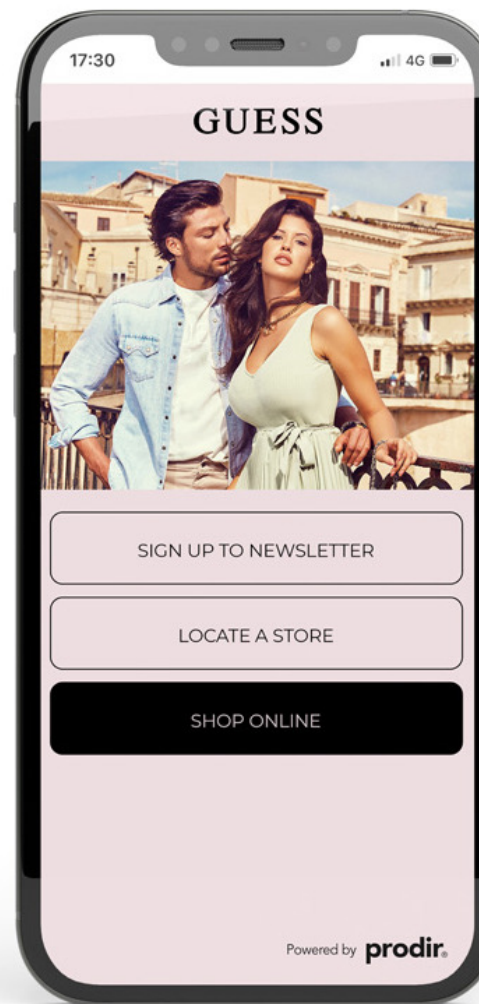 17:30
4G
GUESS
SIGN UP TO NEWSLETTER
LOCATE A STORE
SHOP ONLINE
Powered by prodir®